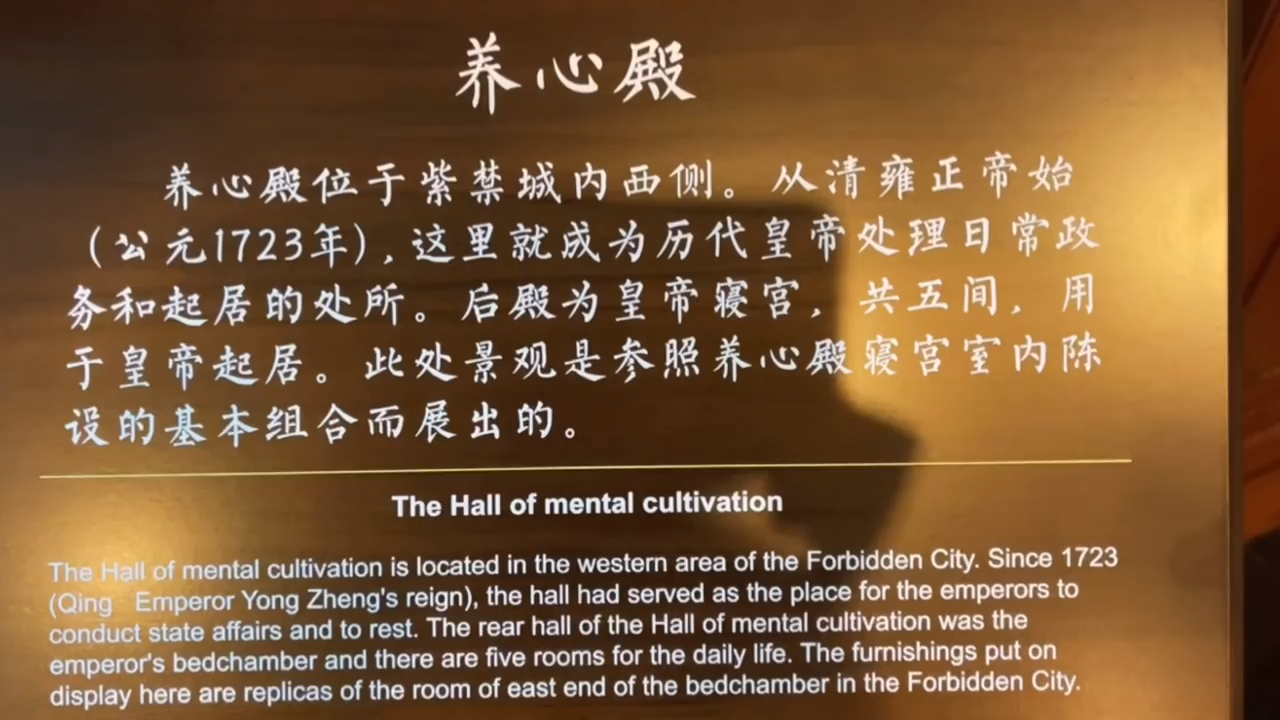 养心殿
养心殿位于紫禁城内西侧。从清雍正帝始
（公元1723年），这里就成为历代皇帝处理日常政
务和起居的处所。后殿为皇帝寝宫，共五间，用
于皇帝起居。此处景观是参照养心殿寝宫室内陈
设的基本组合而展出的。
The Hall of mental cultivation
The Hall of mental cultivation is located in the western area of the Forbidden City. Since 1723
(Qing Emperor Yong Zheng's reign), the hall had served as the place for the emperors to
conduct state affairs and to rest. The rear hall of the Hall of mental cultivation was the
emperor's bedchamber and there are five rooms for the daily life. The furnishings put on
display here are replicas of the room of east end of the bedchamber in the Forbidden City.